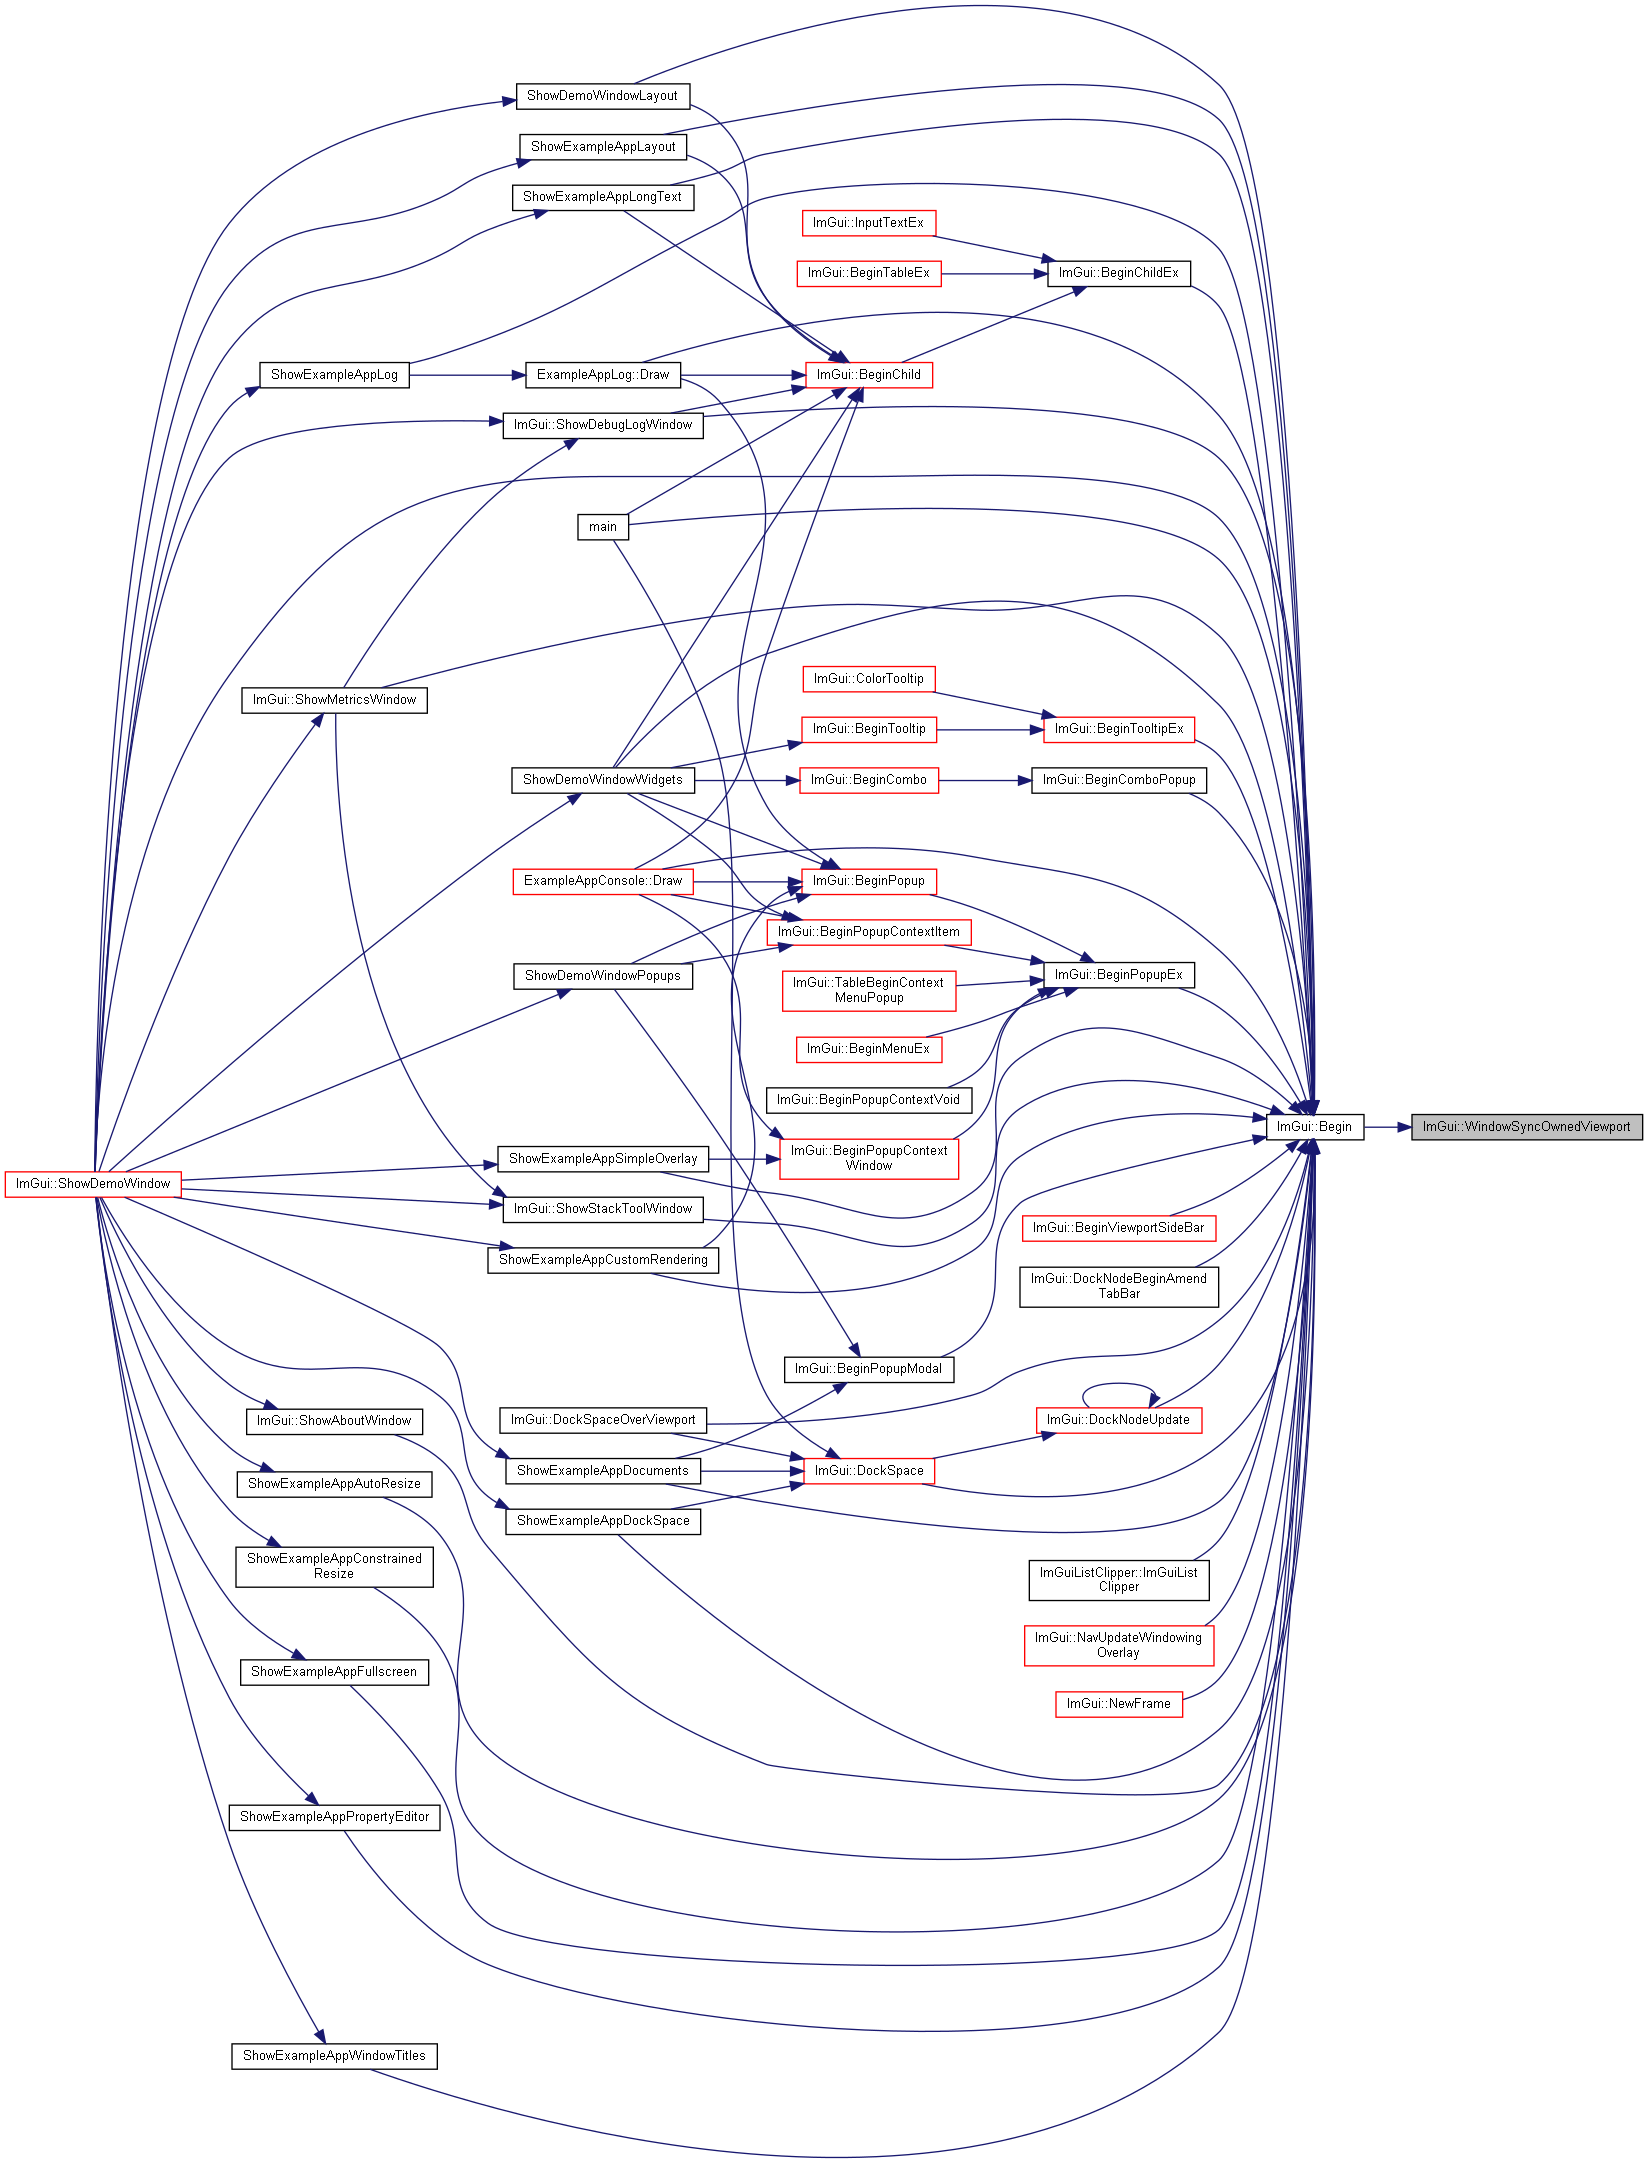 ShowDemoWindowLayout
ShowExampleAppLayout
ShowExampleAppLongText
ImGui::InputTextEx
ImGui::BeginTableEx
ImGui::BeginChildEx
ShowExampleAppLog
ExampleAppLog::Draw
ImGui::BeginChild
ImGui::ShowDebugLogWindow
main
ImGui::ShowMetricsWindow
ImGui::ColorTooltip
ImGui::BeginTooltip
ImGui::BeginTooltipEx
ShowDemoWindowWidgets
ImGui::BeginCombo
ImGui::BeginComboPopup
ExampleAppConsole::Draw
ImGui::BeginPopup
ImGui::BeginPopupContextItem
ShowDemoWindowPopups
ImGui::BeginPopupEx
ImGui::TableBeginContext
MenuPopup
ImGui::BeginMenuEx
ImGui::BeginPopupContextVoid
ImGui::Begin
ImGui::WindowSyncOwnedViewport
ImGui::ShowDemoWindow
ShowExampleAppSimpleOverlay
ImGui::BeginPopupContext
Window
ImGui::ShowStackToolWindow
ImGui::BeginViewportSideBar
ShowExampleAppCustomRendering
ImGui::DockNodeBeginAmend
TabBar
ImGui::BeginPopupModal
ImGui::ShowAboutWindow
ImGui::DockSpaceOverViewport
ImGui::DockNodeUpdate
ShowExampleAppAutoResize
ShowExampleAppDocuments
ImGui::DockSpace
ShowExampleAppDockSpace
ShowExampleAppConstrained
Resize
ImGuiListClipper::ImGuiList
Clipper
ImGui::NavUpdateWindowing
Overlay
ShowExampleAppFullscreen
ImGui::NewFrame
ShowExampleAppPropertyEditor
ShowExampleAppWindowTitles